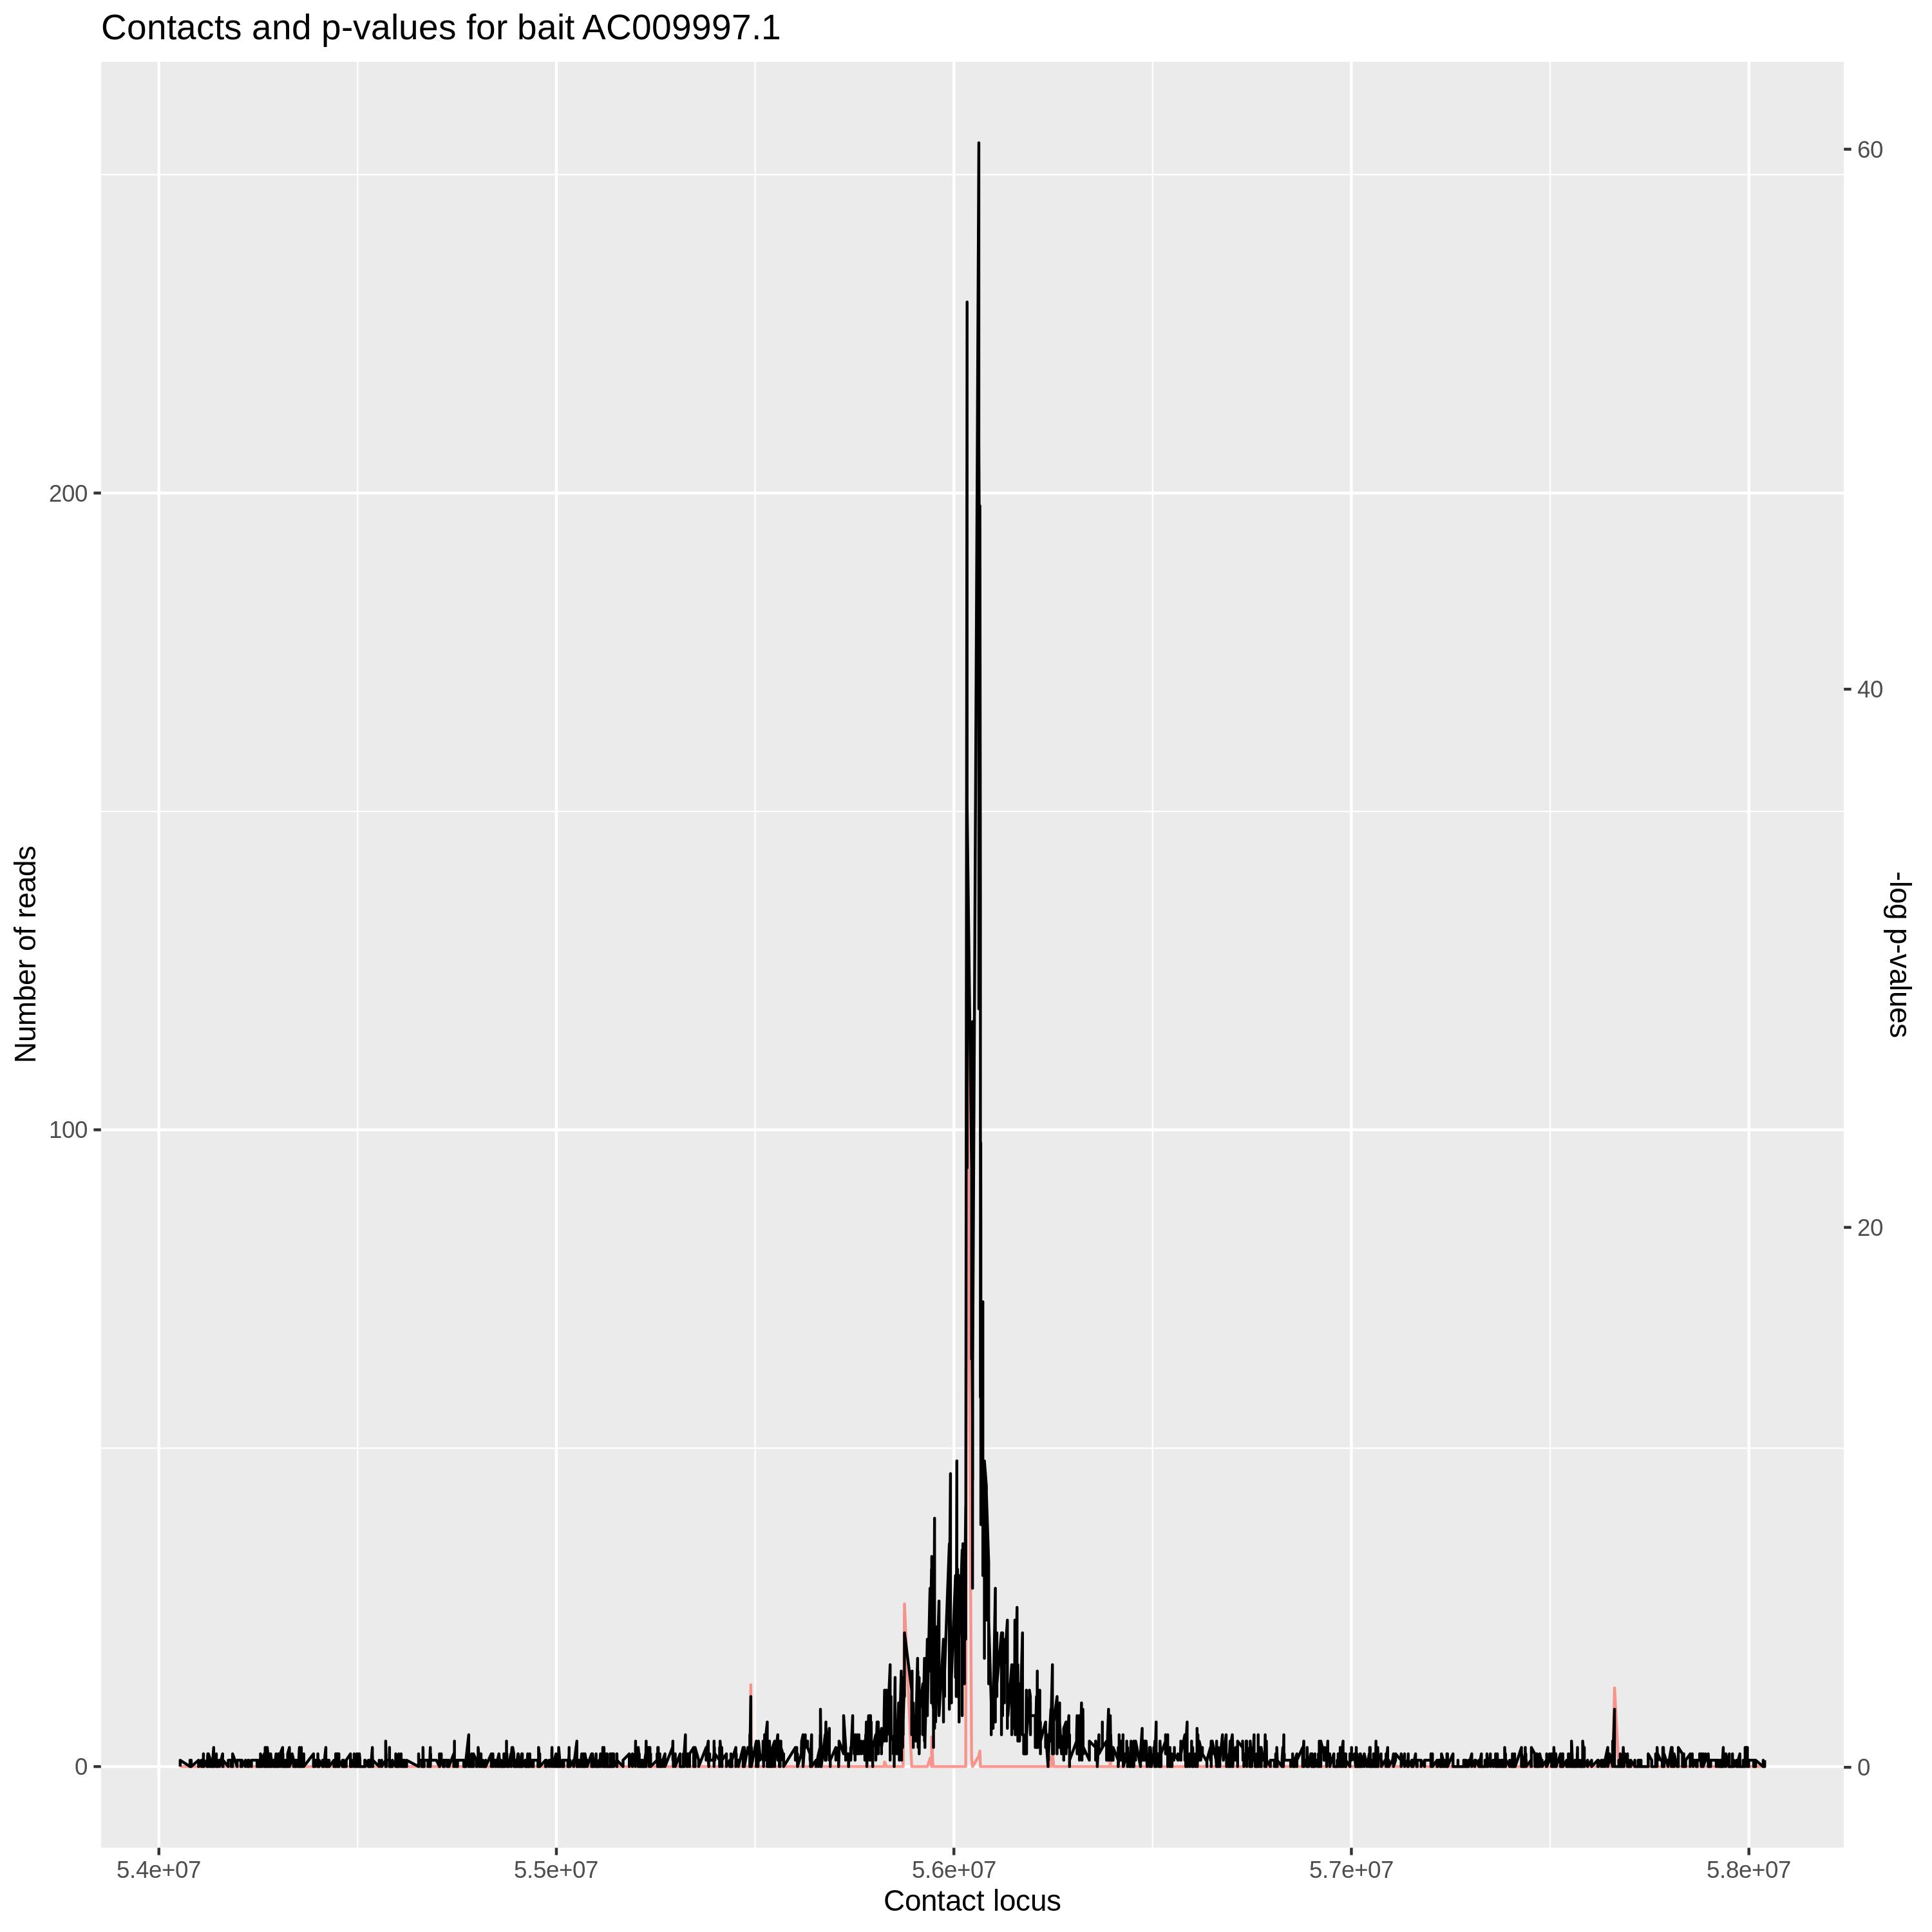 Contacts and p-values for bait AC009997.1
60
200
40
Number of reads
-log p-values
100
20
0
0
5.4e+07
5.5e+07
5.6e+07
5.7e+07
5.8e+07
Contact locus